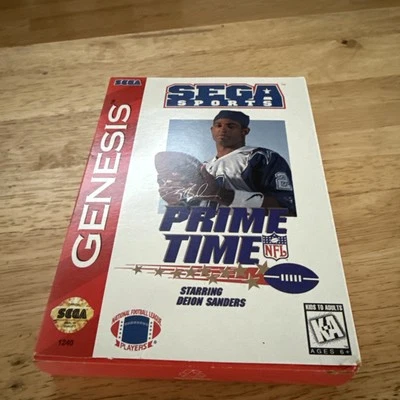 SEGA
SEGA
SPORTS
GENESIS
PRIME
TIME
NFL
STARRING
DEION SANDERS
SEGA
1240
NATIONAL FOOTBALL LEAGUE
PLAYERS
KIDS TO ADULTS
K-A
AGES 6+